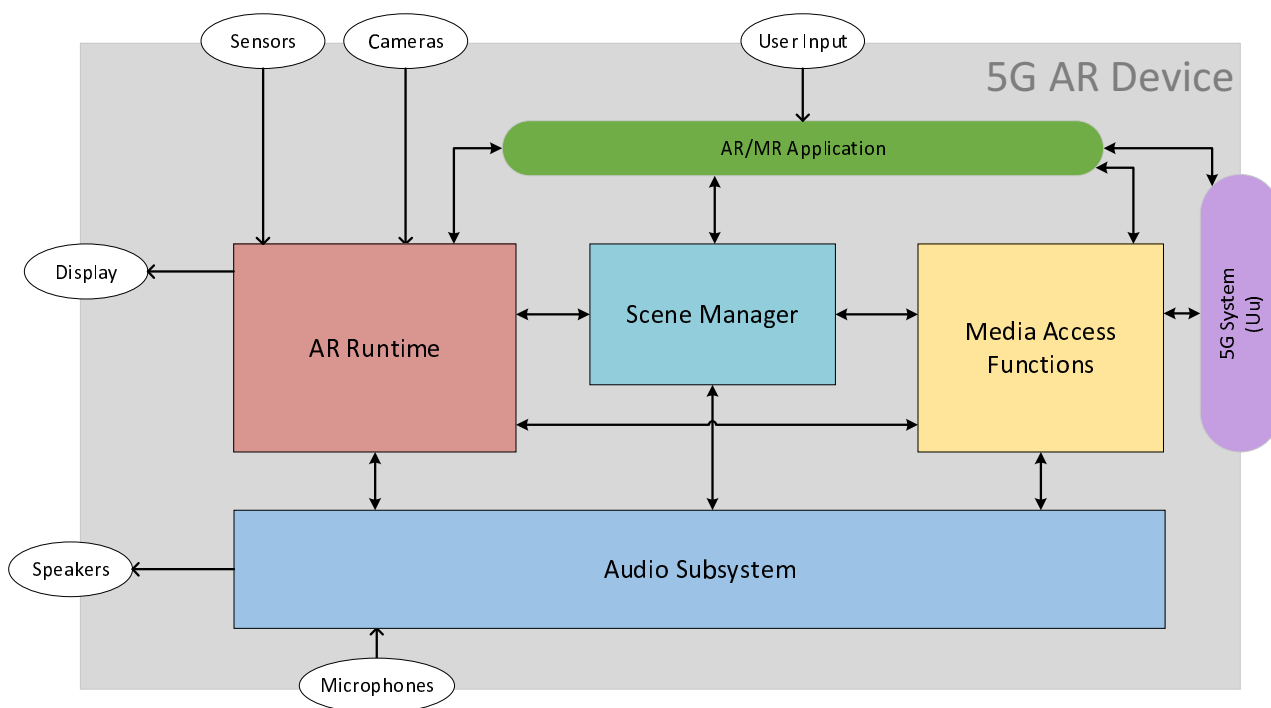 Sensors
Cameras
User Input
5G AR Device
AR/MR Application
Display
AR Runtime
Scene Manager
Media Access
Functions
5G System
(Uu)
Speakers
Audio Subsystem
Microphones